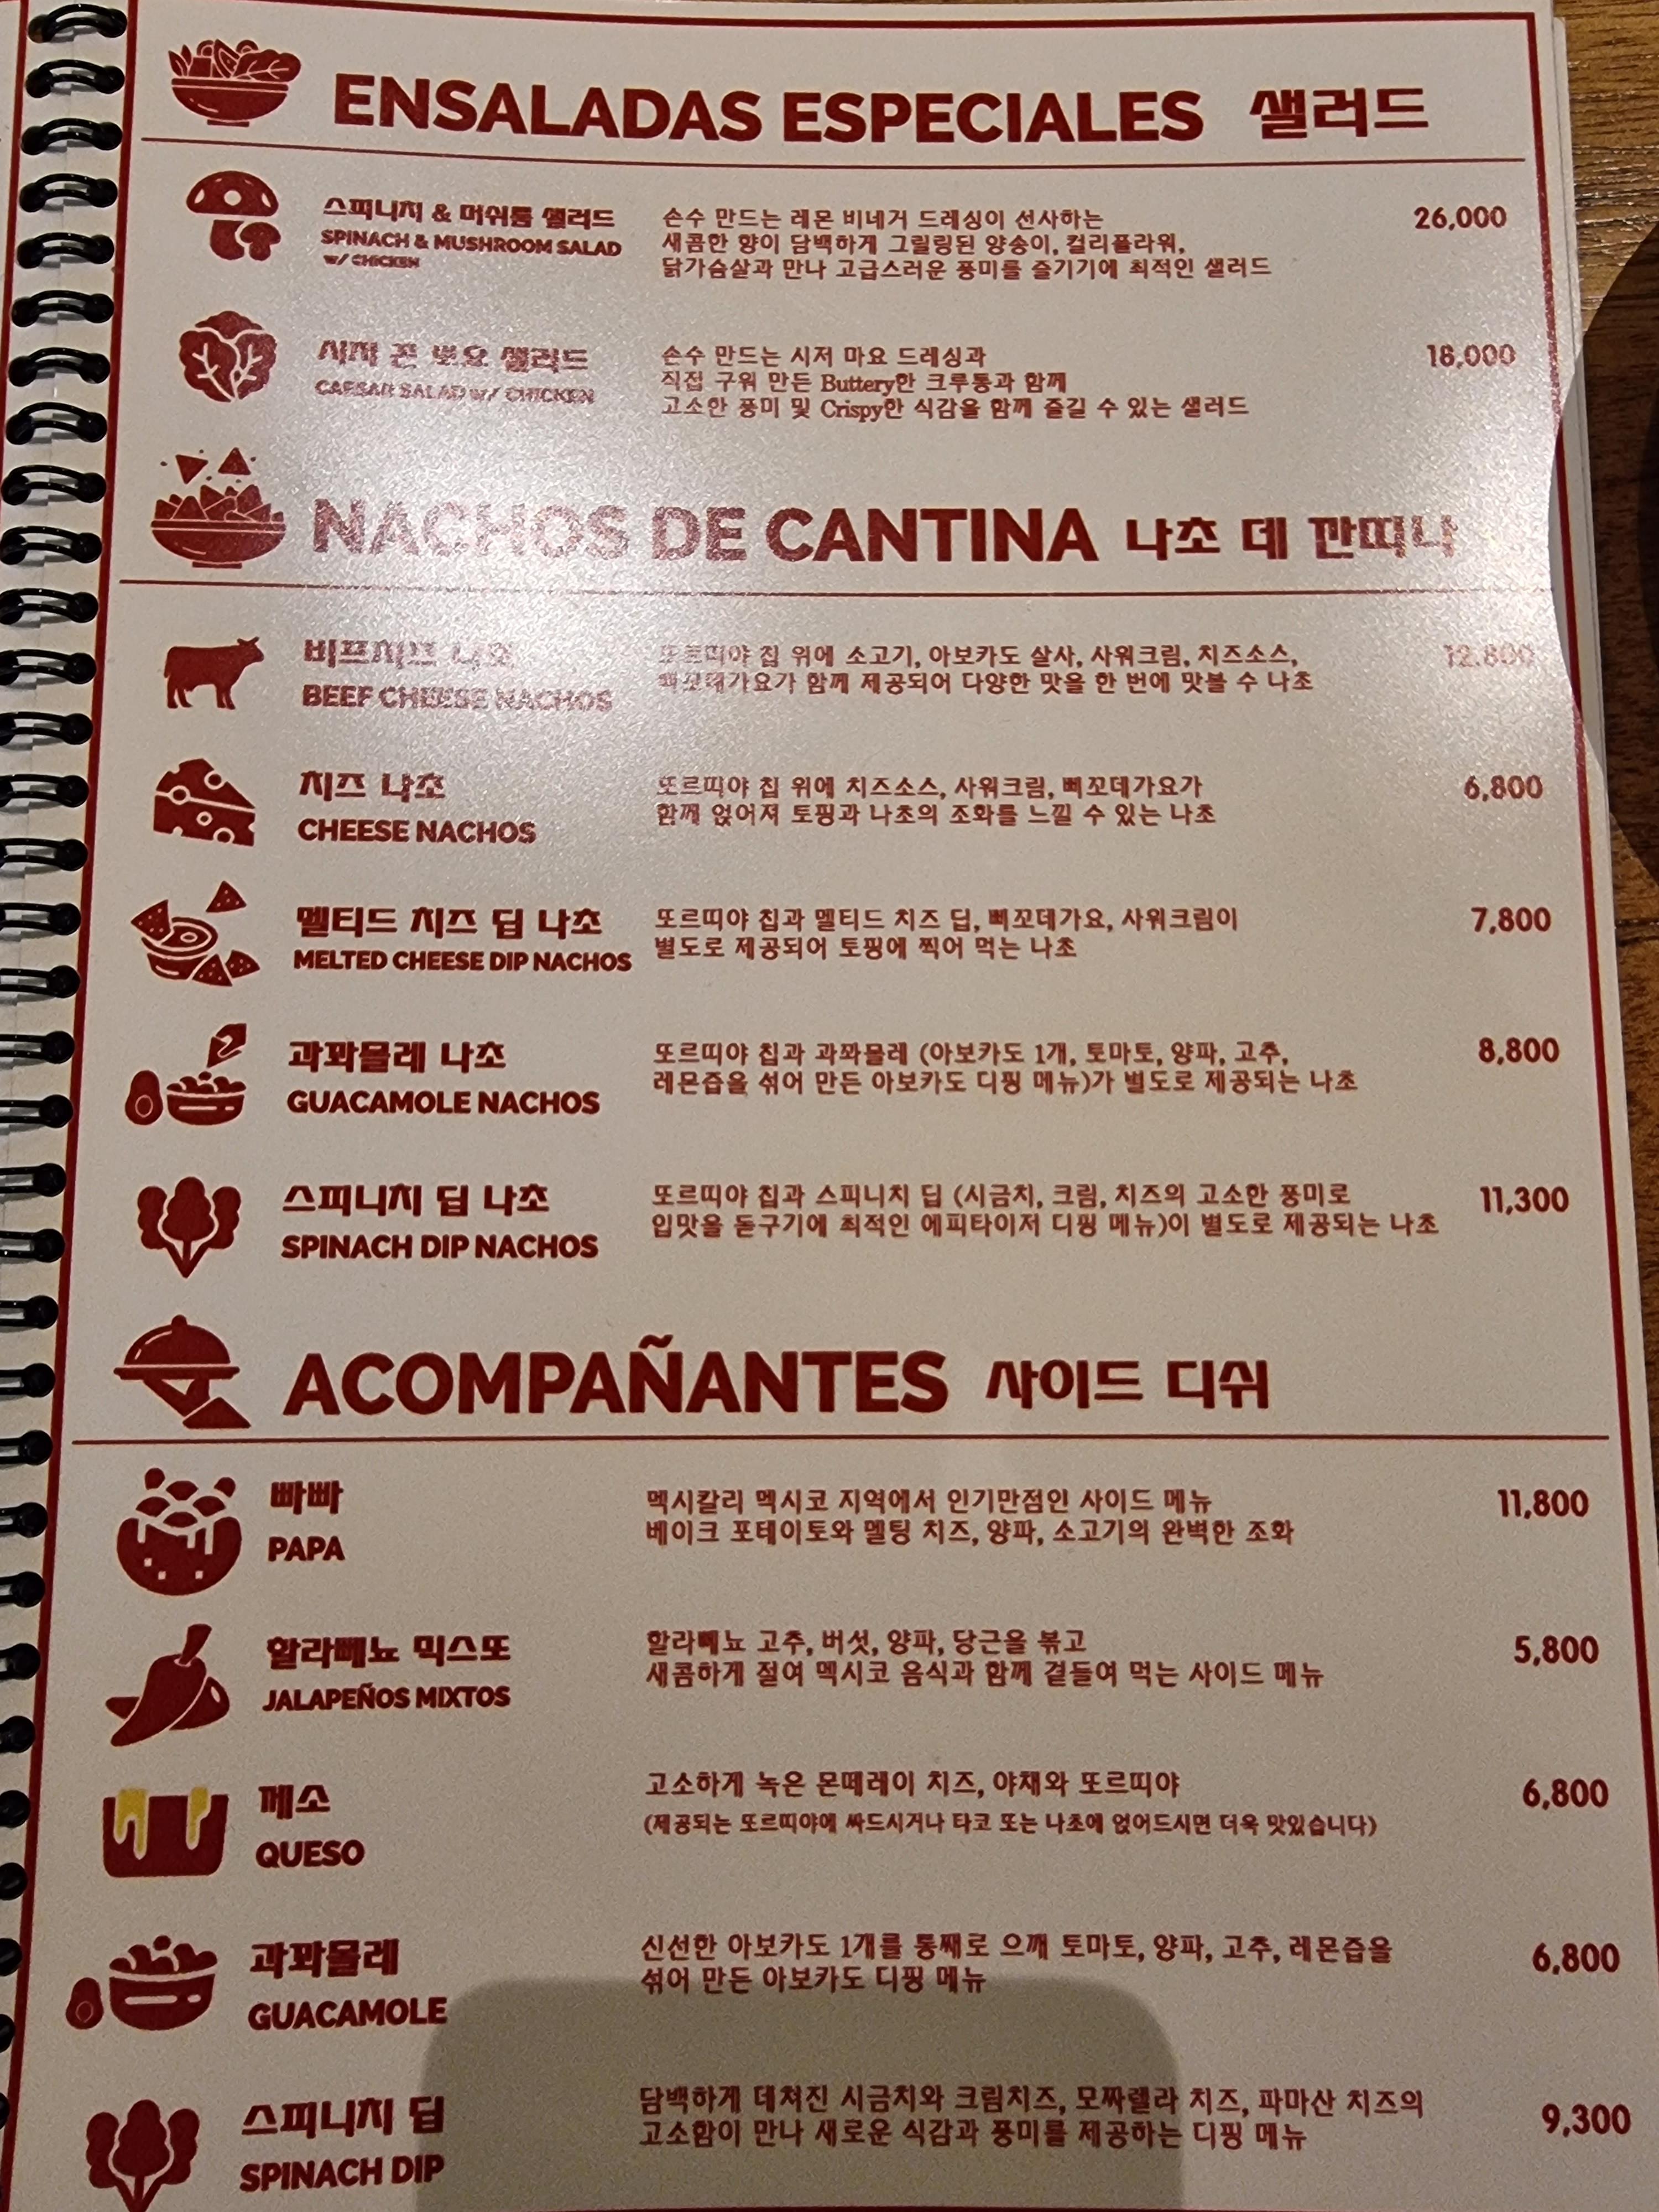 ENSALADAS ESPECIALES 샐러드
스피니치 & 머쉬룸 샐러드
SPINACH & MUSHROOM SALAD
w/ CHICKEN
손수 만드는 레몬 비네거 드레싱이 선사하는
새콤한 향이 담백하게 그릴링된 양송이, 컬리플라워,
닭가슴살과 만나 고급스러운 풍미를 즐기기에 최적인 샐러드
26,000
시저 꼰 뽀요 샐러드
CAESAR SALAD w/ CHICKEN
손수 만드는 시저 마요 드레싱과
직접 구워 만든 Buttery한 크루통과 함께
고소한 풍미 및 Crispy한 식감을 함께 즐길 수 있는 샐러드
18,000
NACHOS DE CANTINA 나초 데 깐띠나
비프치즈 나초
BEEF CHEESE NACHOS
또르띠야 칩 위에 소고기, 아보카도 살사, 사워크림, 치즈소스,
삐꼬데가요가 함께 제공되어 다양한 맛을 한 번에 맛볼 수 나초
12,800
치즈 나초
CHEESE NACHOS
또르띠야 칩 위에 치즈소스, 사워크림, 삐꼬데가요가
함께 얹어져 토핑과 나초의 조화를 느낄 수 있는 나초
6,800
멜티드 치즈 딥 나초
MELTED CHEESE DIP NACHOS
또르띠야 칩과 멜티드 치즈 딥, 삐꼬데가요, 사워크림이
별도로 제공되어 토핑에 찍어 먹는 나초
7,800
과꽈몰레 나초
GUACAMOLE NACHOS
또르띠야 칩과 과꽈몰레 (아보카도 1개, 토마토, 양파, 고추,
레몬즙을 섞어 만든 아보카도 디핑 메뉴)가 별도로 제공되는 나초
8,800
스피니치 딥 나초
SPINACH DIP NACHOS
또르띠야 칩과 스피니치 딥 (시금치, 크림, 치즈의 고소한 풍미로
입맛을 돋구기에 최적인 에피타이저 디핑 메뉴)이 별도로 제공되는 나초
11,300
ACOMPAÑANTES 사이드 디쉬
빠빠
PAPA
멕시칼리 멕시코 지역에서 인기만점인 사이드 메뉴
베이크 포테이토와 멜팅 치즈, 양파, 소고기의 완벽한 조화
11,800
할라뻬뇨 믹스또
JALAPEÑOS MIXTOS
할라뻬뇨 고추, 버섯, 양파, 당근을 볶고
새콤하게 절여 멕시코 음식과 함께 곁들여 먹는 사이드 메뉴
5,800
께소
QUESO
고소하게 녹은 몬떼레이 치즈, 야채와 또르띠야
(제공되는 또르띠야에 싸드시거나 타코 또는 나초에 얹어드시면 더욱 맛있습니다)
6,800
과꽈몰레
GUACAMOLE
신선한 아보카도 1개를 통째로 으깨 토마토, 양파, 고추, 레몬즙을
섞어 만든 아보카도 디핑 메뉴
6,800
스피니치 딥
SPINACH DIP
담백하게 데쳐진 시금치와 크림치즈, 모짜렐라 치즈, 파마산 치즈의
고소함이 만나 새로운 식감과 풍미를 제공하는 디핑 메뉴
9,300